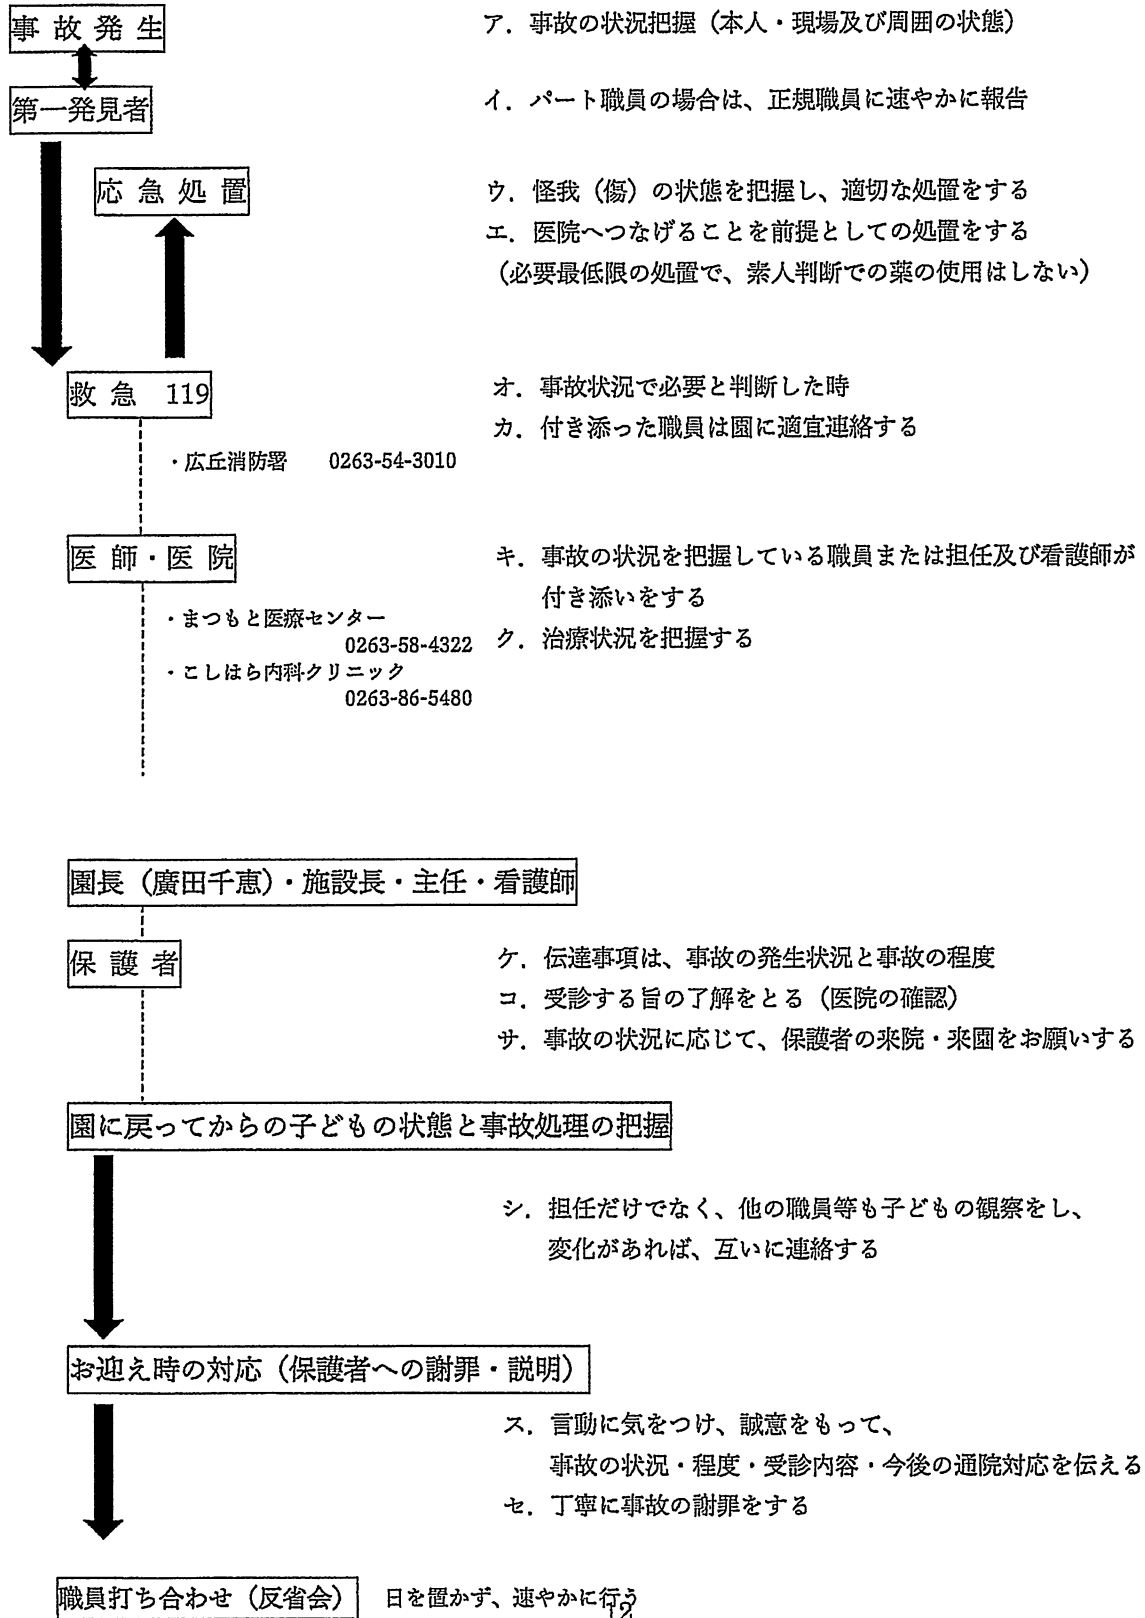 事 故 発 生
ア．事故の状況把握（本人・現場及び周囲の状態）
第一発見者
イ．パート職員の場合は、正規職員に速やかに報告
応 急 処 置
ウ．怪我（傷）の状態を把握し、適切な処置をする
エ．医院へつなげることを前提としての処置をする
（必要最低限の処置で、素人判断での薬の使用はしない）
救 急 119
オ．事故状況で必要と判断した時
カ．付き添った職員は園に適宜連絡する
・広丘消防署 0263-54-3010
医 師・医 院
キ．事故の状況を把握している職員または担任及び看護師が
付き添いをする
・まつもと医療センター
0263-58-4322
ク．治療状況を把握する
・こしはら内科クリニック
0263-86-5480
園長（廣田千恵）・施設長・主任・看護師
保 護 者
ケ．伝達事項は、事故の発生状況と事故の程度
コ．受診する旨の了解をとる（医院の確認）
サ．事故の状況に応じて、保護者の来院・来園をお願いする
園に戻ってからの子どもの状態と事故処理の把握
シ．担任だけでなく、他の職員等も子どもの観察をし、
変化があれば、互いに連絡する
お迎え時の対応（保護者への謝罪・説明）
ス．言動に気をつけ、誠意をもって、
事故の状況・程度・受診内容・今後の通院対応を伝える
セ．丁寧に事故の謝罪をする
職員打ち合わせ（反省会） 日を置かず、速やかに行う
12